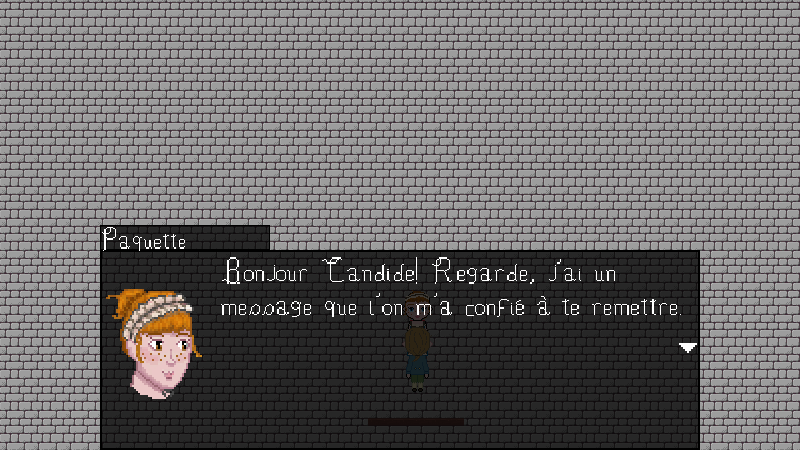 Paquette
Bonjour Candide! Regarde, j'ai un
message que l'on m'a confié à te remettre.